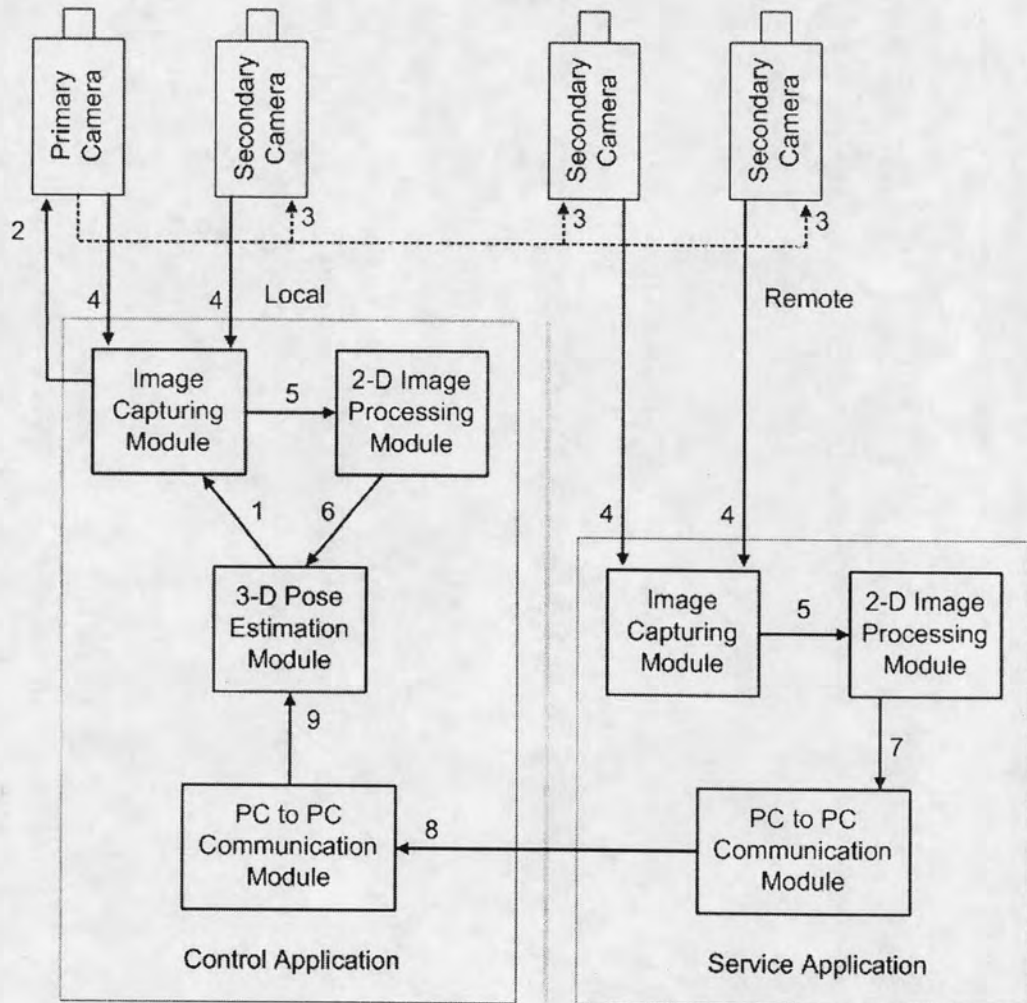 Primary
Camera
Secondary
Camera
Secondary
Camera
Secondary
Camera
2
3
3
3
4
4
Local
Remote
Image
Capturing
Module
5
2-D Image
Processing
Module
1
6
4
4
3-D Pose
Estimation
Module
Image
Capturing
Module
5
2-D Image
Processing
Module
9
7
PC to PC
Communication
Module
8
PC to PC
Communication
Module
Control Application
Service Application